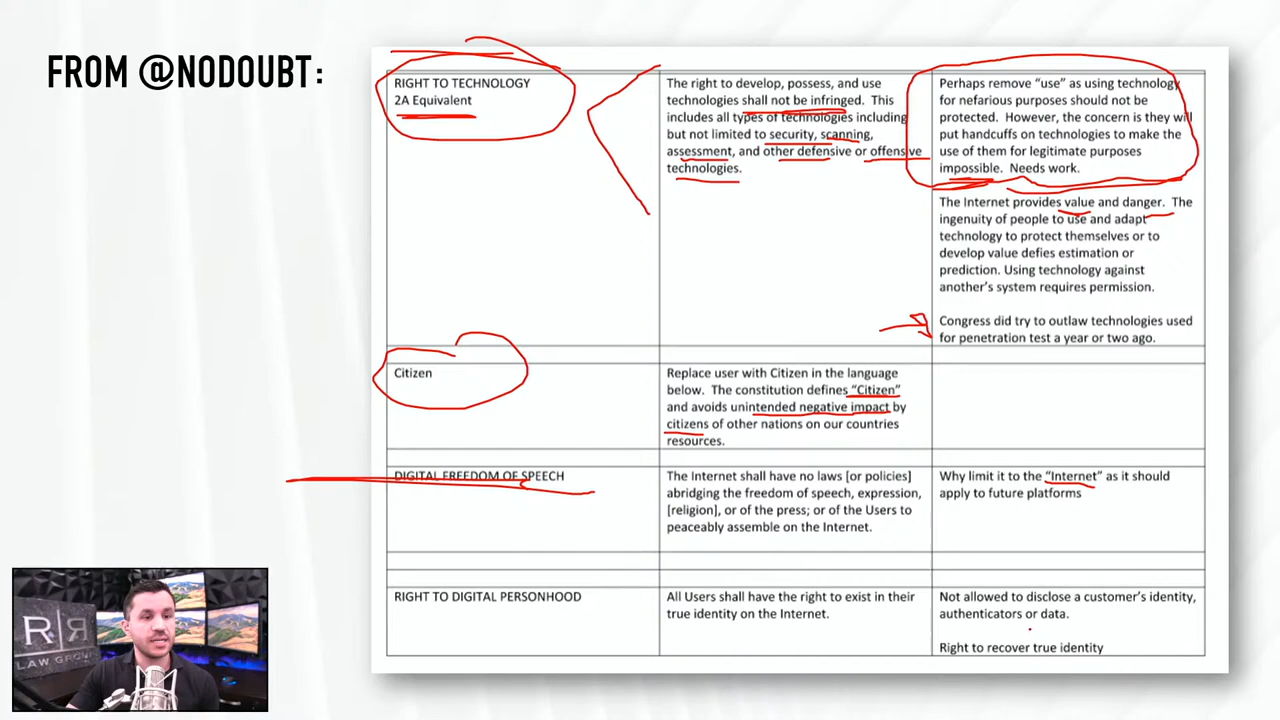 FROM @NODOUBT:
RIGHT TO TECHNOLOGY
2A Equivalent
The right to develop, possess, and use
technologies shall not be infringed. This
includes all types of technologies including
but not limited to security, scanning,
assessment, and other defensive or offensive
technologies.
Perhaps remove “use” as using technology
for nefarious purposes should not be
protected. However, the concern is they will
put handcuffs on technologies to make the
use of them for legitimate purposes
impossible. Needs work.
The Internet provides value and danger. The
ingenuity of people to use and adapt
technology to protect themselves or to
develop value defies estimation or
prediction. Using technology against
another’s system requires permission.
Congress did try to outlaw technologies used
for penetration test a year or two ago.
Citizen
Replace user with Citizen in the language
below. The constitution defines “Citizen”
and avoids unintended negative impact by
citizens of other nations on our countries
resources.
DIGITAL FREEDOM OF SPEECH
The Internet shall have no laws [or policies]
abridging the freedom of speech, expression,
[religion], or of the press; or of the Users to
peaceably assemble on the Internet.
Why limit it to the “Internet” as it should
apply to future platforms
RIGHT TO DIGITAL PERSONHOOD
All Users shall have the right to exist in their
true identity on the Internet.
Not allowed to disclose a customer’s identity,
authenticators or data.
Right to recover true identity
R|R
LAW GROUP